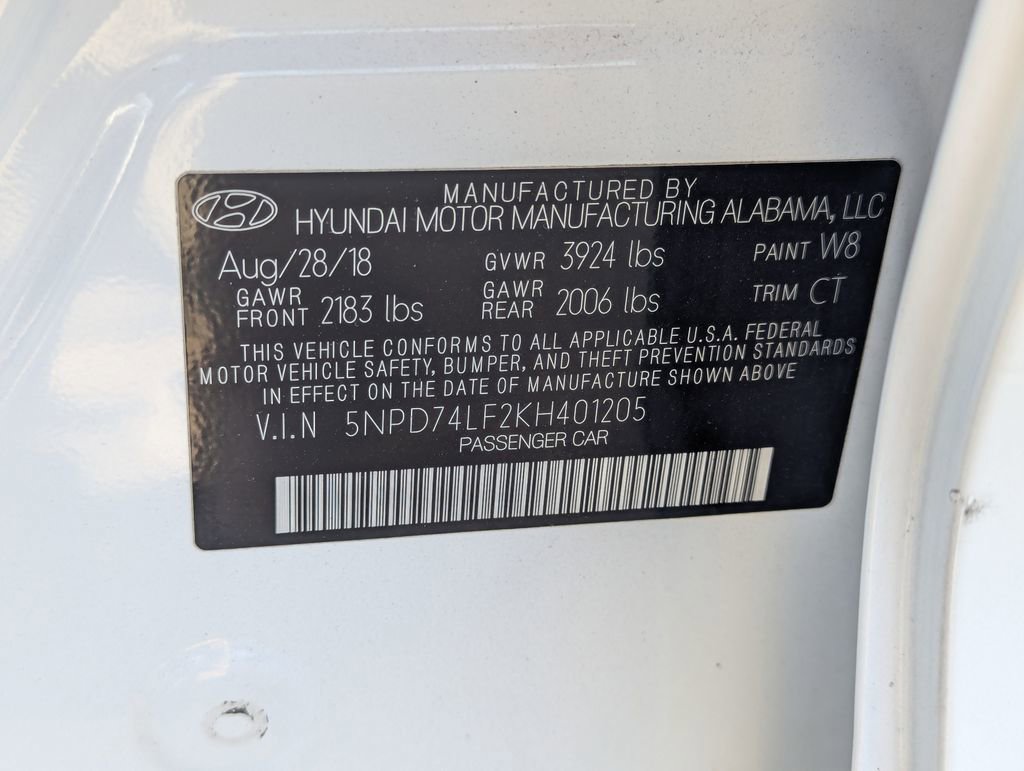 MANUFACTURED BY
HYUNDAI MOTOR MANUFACTURING ALABAMA, LLC
Aug/28/18 GVWR 3924 lbs PAINT W8
GAWR FRONT 2183 lbs GAWR REAR 2006 lbs TRIM CT
THIS VEHICLE CONFORMS TO ALL APPLICABLE U.S.A. FEDERAL
MOTOR VEHICLE SAFETY, BUMPER, AND THEFT PREVENTION STANDARDS
IN EFFECT ON THE DATE OF MANUFACTURE SHOWN ABOVE
V.I.N 5NPD74LF2KH401205
PASSENGER CAR